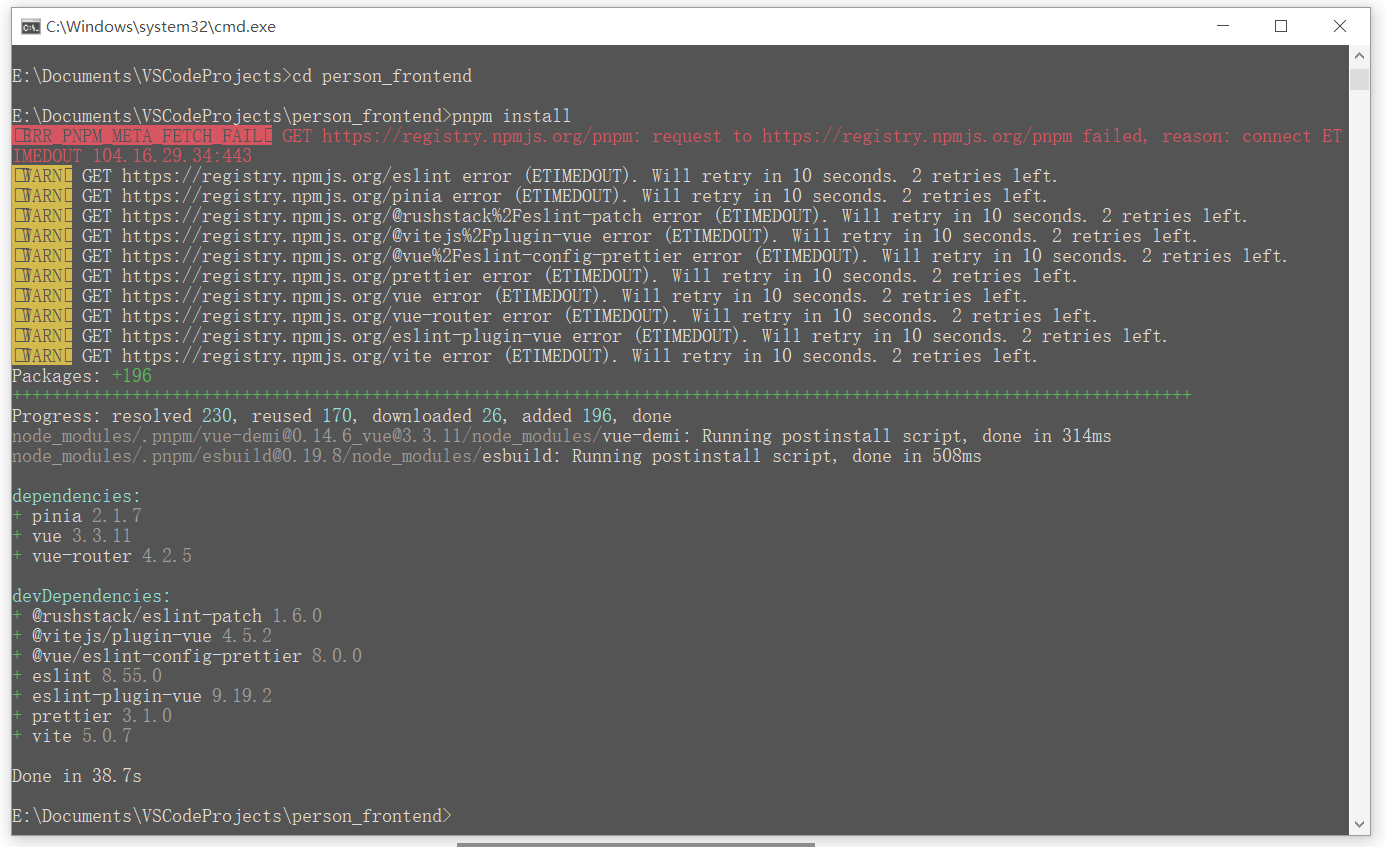 C:\Windows\system32\cmd.exe
E:\Documents\VSCodeProjects>cd person_frontend
E:\Documents\VSCodeProjects\person_frontend>pnpm install
ERR_PNPM_META_FETCH_FAIL GET https://registry.npmjs.org/pnpm: request to https://registry.npmjs.org/pnpm failed, reason: connect ET
IMEDOUT 104.16.29.34:443
WARN GET https://registry.npmjs.org/eslint error (ETIMEDOUT). Will retry in 10 seconds. 2 retries left.
WARN GET https://registry.npmjs.org/pinia error (ETIMEDOUT). Will retry in 10 seconds. 2 retries left.
WARN GET https://registry.npmjs.org/@rushstack%2Feslint-patch error (ETIMEDOUT). Will retry in 10 seconds. 2 retries left.
WARN GET https://registry.npmjs.org/@vitejs%2Fplugin-vue error (ETIMEDOUT). Will retry in 10 seconds. 2 retries left.
WARN GET https://registry.npmjs.org/@vue%2Feslint-config-prettier error (ETIMEDOUT). Will retry in 10 seconds. 2 retries left.
WARN GET https://registry.npmjs.org/prettier error (ETIMEDOUT). Will retry in 10 seconds. 2 retries left.
WARN GET https://registry.npmjs.org/vue error (ETIMEDOUT). Will retry in 10 seconds. 2 retries left.
WARN GET https://registry.npmjs.org/vue-router error (ETIMEDOUT). Will retry in 10 seconds. 2 retries left.
WARN GET https://registry.npmjs.org/eslint-plugin-vue error (ETIMEDOUT). Will retry in 10 seconds. 2 retries left.
WARN GET https://registry.npmjs.org/vite error (ETIMEDOUT). Will retry in 10 seconds. 2 retries left.
Packages: +196
++++++++++++++++++++++++++++++++++++++++++++++++++++++++++++++++++++++++++++++++++++++++++++++++++++++++++++++++++++++
Progress: resolved 230, reused 170, downloaded 26, added 196, done
node_modules/.pnpm/vue-demi@0.14.6_vue@3.3.11/node_modules/vue-demi: Running postinstall script, done in 314ms
node_modules/.pnpm/esbuild@0.19.8/node_modules/esbuild: Running postinstall script, done in 508ms
dependencies:
+ pinia 2.1.7
+ vue 3.3.11
+ vue-router 4.2.5
devDependencies:
+ @rushstack/eslint-patch 1.6.0
+ @vitejs/plugin-vue 4.5.2
+ @vue/eslint-config-prettier 8.0.0
+ eslint 8.55.0
+ eslint-plugin-vue 9.19.2
+ prettier 3.1.0
+ vite 5.0.7
Done in 38.7s
E:\Documents\VSCodeProjects\person_frontend>